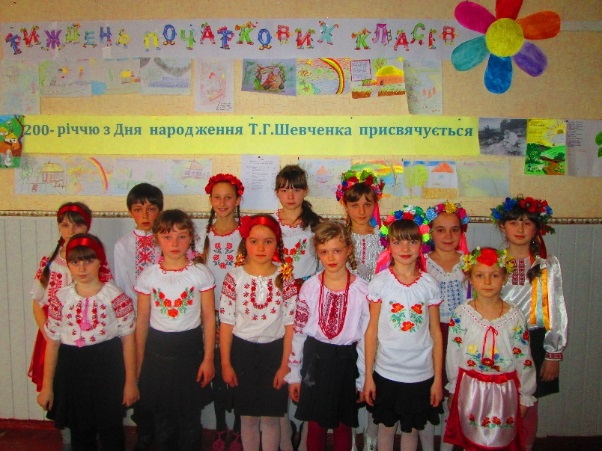 Тиждень початкових класів
200- річчю з Дня народження Т.Г.Шевченка присвячується